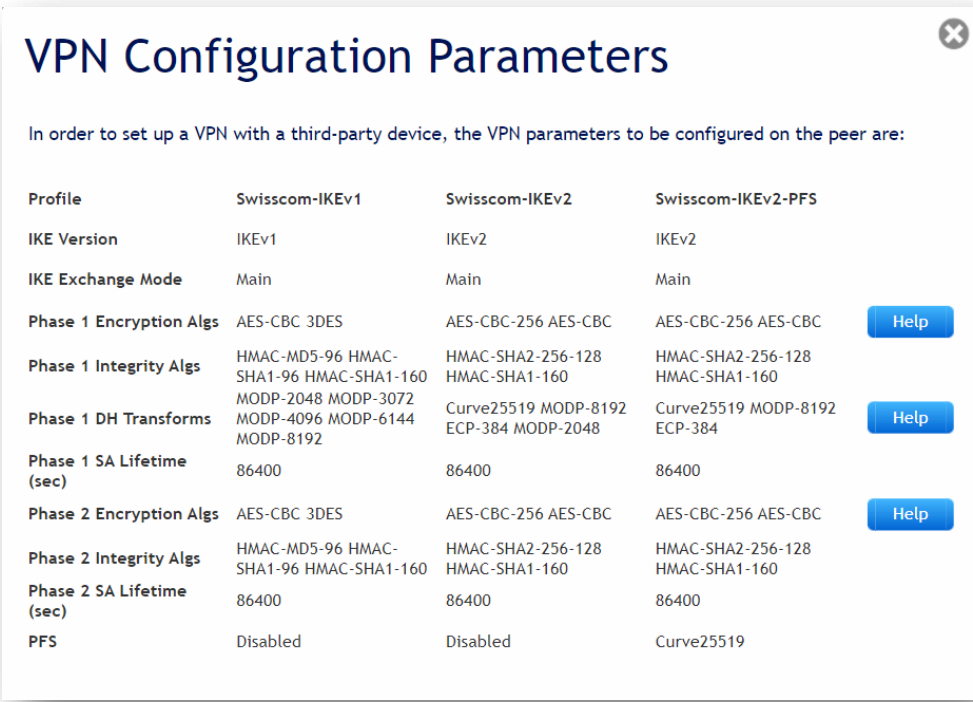 VPN Configuration Parameters
In order to set up a VPN with a third-party device, the VPN parameters to be configured on the peer are:
Profile Swisscom-IKEv1 Swisscom-IKEv2 Swisscom-IKEv2-PFS
IKE Version IKEv1 IKEv2 IKEv2
IKE Exchange Mode Main Main Main
Phase 1 Encryption Algs AES-CBC 3DES AES-CBC-256 AES-CBC AES-CBC-256 AES-CBC Help
Phase 1 Integrity Algs
HMAC-MD5-96 HMAC-
SHA1-96 HMAC-SHA1-160
HMAC-SHA2-256-128
HMAC-SHA1-160
HMAC-SHA2-256-128
HMAC-SHA1-160
Phase 1 DH Transforms
MODP-2048 MODP-3072
MODP-4096 MODP-6144
MODP-8192
Curve25519 MODP-8192
ECP-384 MODP-2048
Curve25519 MODP-8192
ECP-384
Help
Phase 1 SA Lifetime
(sec)
86400 86400 86400
Phase 2 Encryption Algs AES-CBC 3DES AES-CBC-256 AES-CBC AES-CBC-256 AES-CBC Help
Phase 2 Integrity Algs
HMAC-MD5-96 HMAC-
SHA1-96 HMAC-SHA1-160
HMAC-SHA2-256-128
HMAC-SHA1-160
HMAC-SHA2-256-128
HMAC-SHA1-160
Phase 2 SA Lifetime
(sec)
86400 86400 86400
PFS Disabled Disabled Curve25519